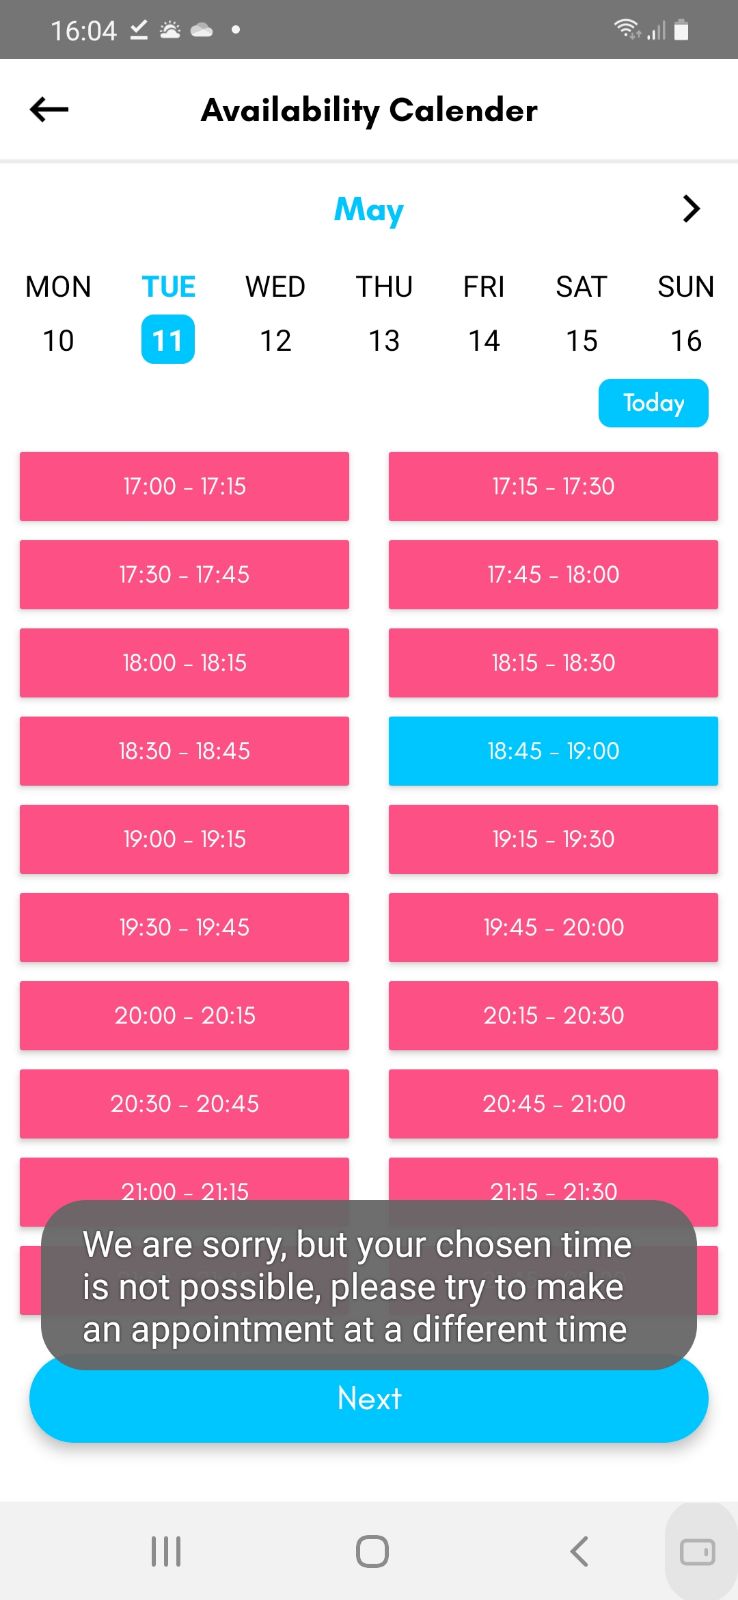 16:04
Availability Calender
May
MON TUE WED THU FRI SAT SUN
10 11 12 13 14 15 16
Today
17:00 - 17:15 17:15 - 17:30
17:30 - 17:45 17:45 - 18:00
18:00 - 18:15 18:15 - 18:30
18:30 - 18:45 18:45 - 19:00
19:00 - 19:15 19:15 - 19:30
19:30 - 19:45 19:45 - 20:00
20:00 - 20:15 20:15 - 20:30
20:30 - 20:45 20:45 - 21:00
21:00 - 21:15 21:15 - 21:30
We are sorry, but your chosen time
is not possible, please try to make
an appointment at a different time
Next